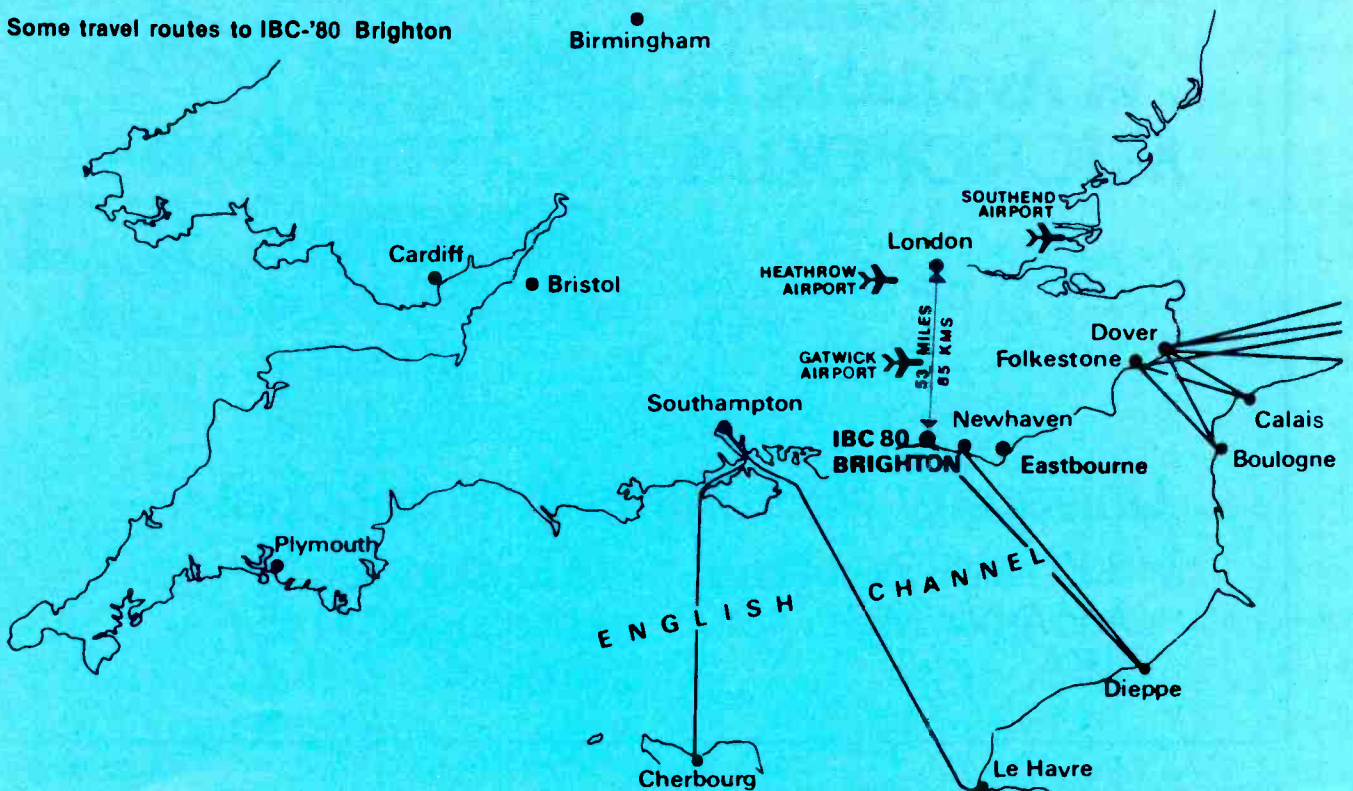 Some travel routes to IBC-'80 Brighton
Birmingham
SOUTHEND
AIRPORT
London
Cardiff
Bristol
HEATHROW
AIRPORT
53 MILES
85 KMS
Dover
Folkestone
GATWICK
AIRPORT
Calais
Southampton
Newhaven
IBC 80
BRIGHTON
Eastbourne
Boulogne
Plymouth
ENGLISH CHANNEL
Dieppe
Cherbourg
Le Havre